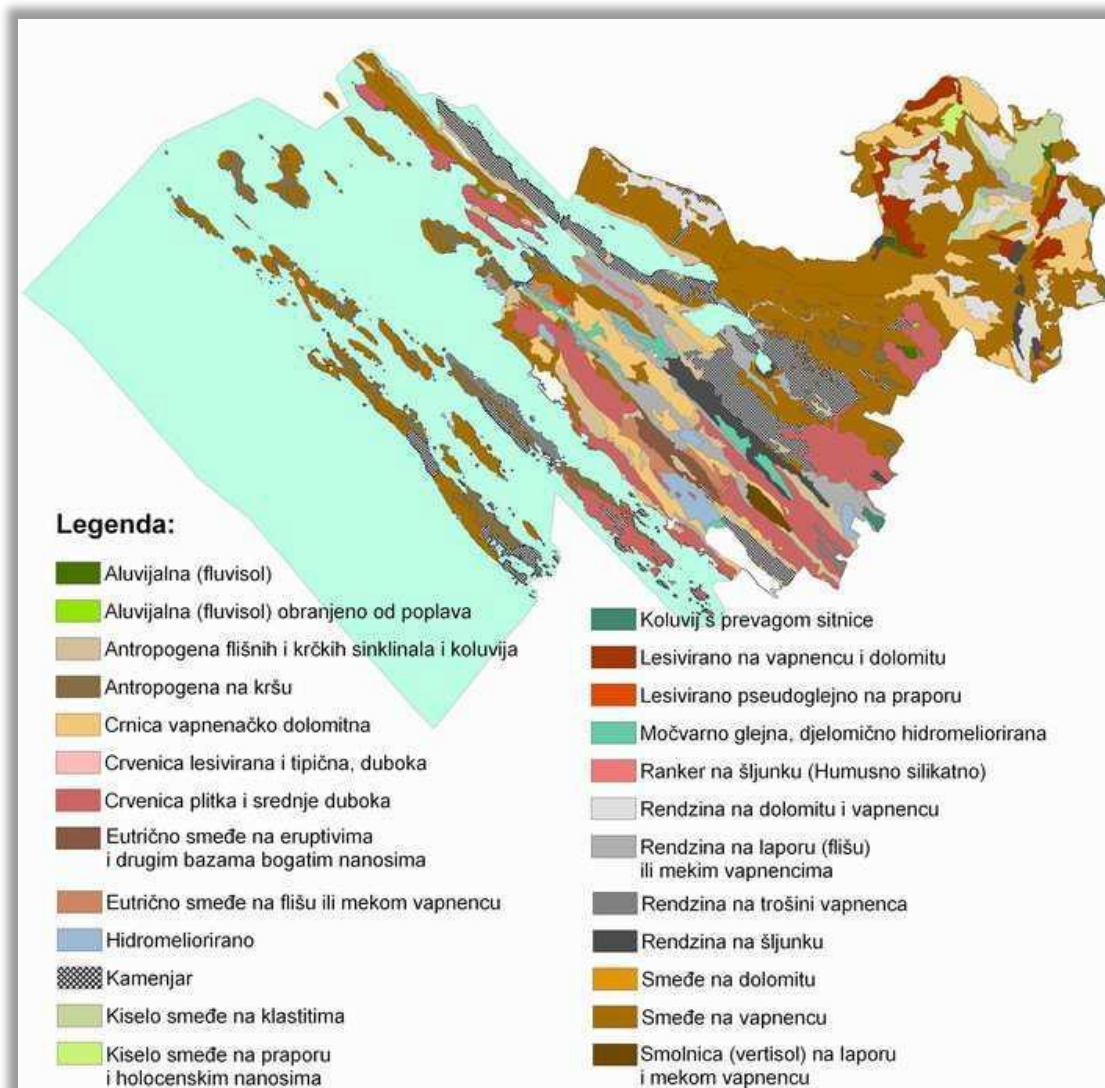 Legenda:
Aluvijalna (fluvisol)
Aluvijalna (fluvisol) obranjeno od poplava
Antropogena flišnih i krčkih sinklinala i koluvija
Antropogena na kršu
Crnica vapnenačko dolomitna
Crvenica lesivirana i tipična, duboka
Crvenica plitka i srednje duboka
Eutrično smeđe na eruptivima
i drugim bazama bogatim nanosima
Eutrično smeđe na flišu ili mekom vapnencu
Hidromeliorirano
Kamenjar
Kiselo smeđe na klastitima
Kiselo smeđe na praporu
i holocenskim nanosima
Koluvij s prevagom sitnice
Lesivirano na vapnencu i dolomitu
Lesivirano pseudoglejno na praporu
Močvarno glejna, djelomično hidromeliorirana
Ranker na šljunku (Humusno silikatno)
Rendzina na dolomitu i vapnencu
Rendzina na laporu (flišu)
ili mekim vapnencima
Rendzina na trošini vapnenca
Rendzina na šljunku
Smeđe na dolomitu
Smeđe na vapnencu
Smolnica (vertisol) na laporu
i mekom vapnencu